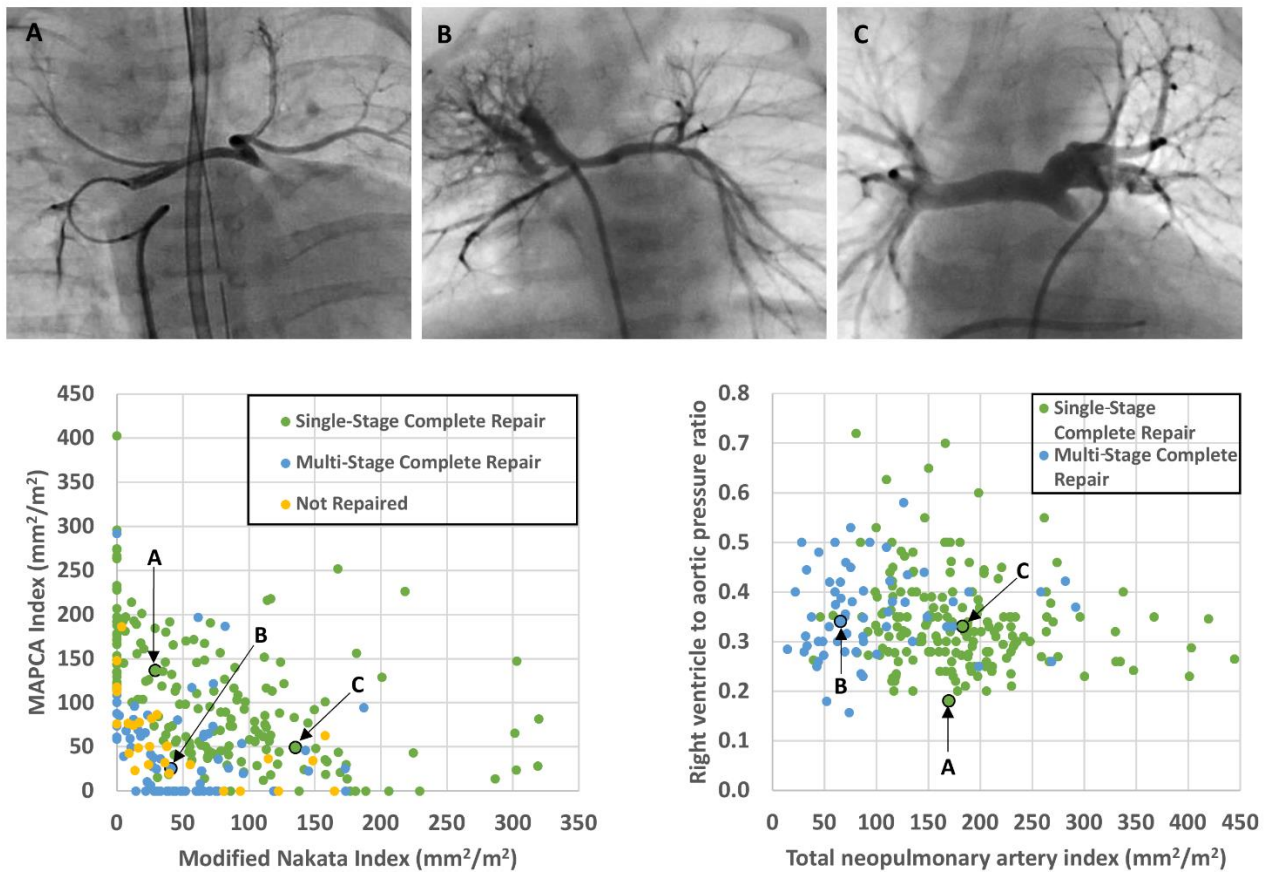 A
B
C
MAPCA Index (mm²/m²)
450
400
350
300
250
200
150
100
50
0
Single-Stage Complete Repair
Multi-Stage Complete Repair
Not Repaired
A
B
C
0 50 100 150 200 250 300 350
Modified Nakata Index (mm²/m²)
Right ventricle to aortic pressure ratio
0.8
0.7
0.6
0.5
0.4
0.3
0.2
0.1
0.0
Single-Stage
Complete Repair
Multi-Stage Complete
Repair
C
B
A
0 50 100 150 200 250 300 350 400 450
Total neopulmonary artery index (mm²/m²)